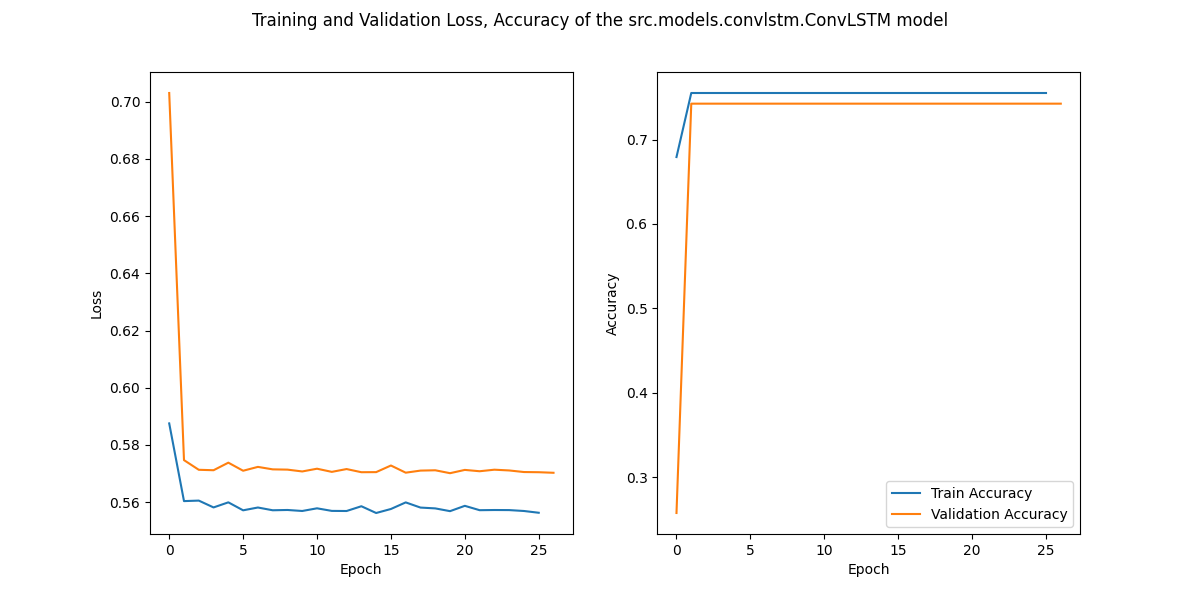 Training and Validation Loss, Accuracy of the src.models.convlstm.ConvLSTM model
0.70
0.68
0.66
0.64
0.62
0.60
0.58
0.56
Loss
0 5 10 15 20 25
Epoch
0.7
0.6
0.5
0.4
0.3
Accuracy
Train Accuracy
Validation Accuracy
0 5 10 15 20 25
Epoch